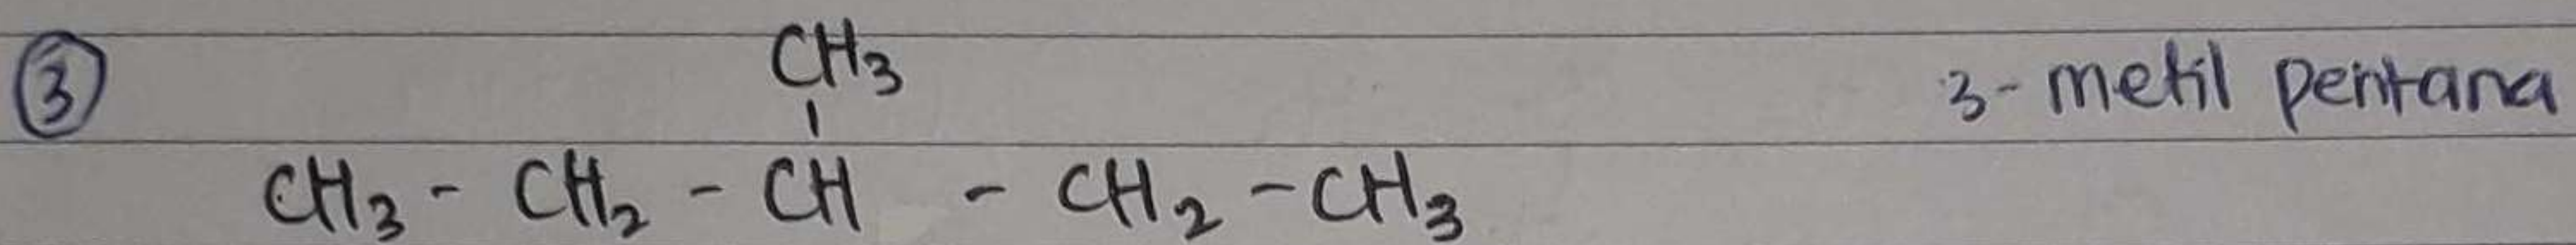 3
CH3
3- metil pentana
|
CH3 - CH2 - CH - CH2 - CH3